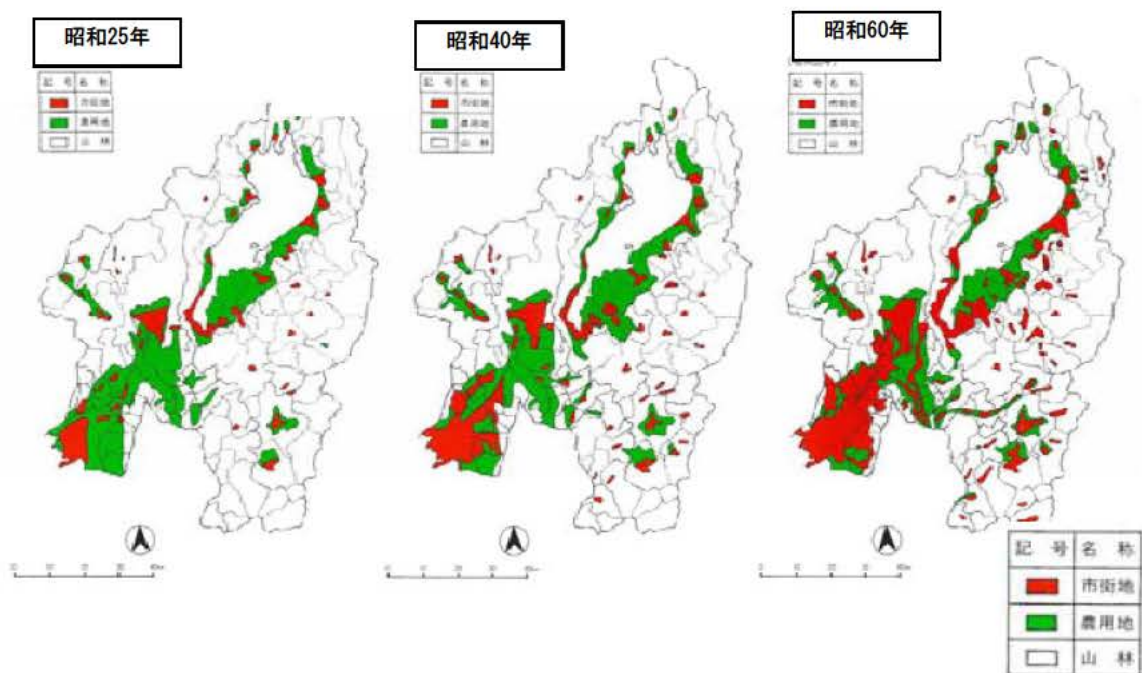 昭和25年
記 号 名 称
市街地
農用地
山 林
昭和40年
記 号 名 称
市街地
農用地
山 林
昭和60年
記 号 名 称
市街地
農用地
山 林
記 号 名 称
市街地
農用地
山 林